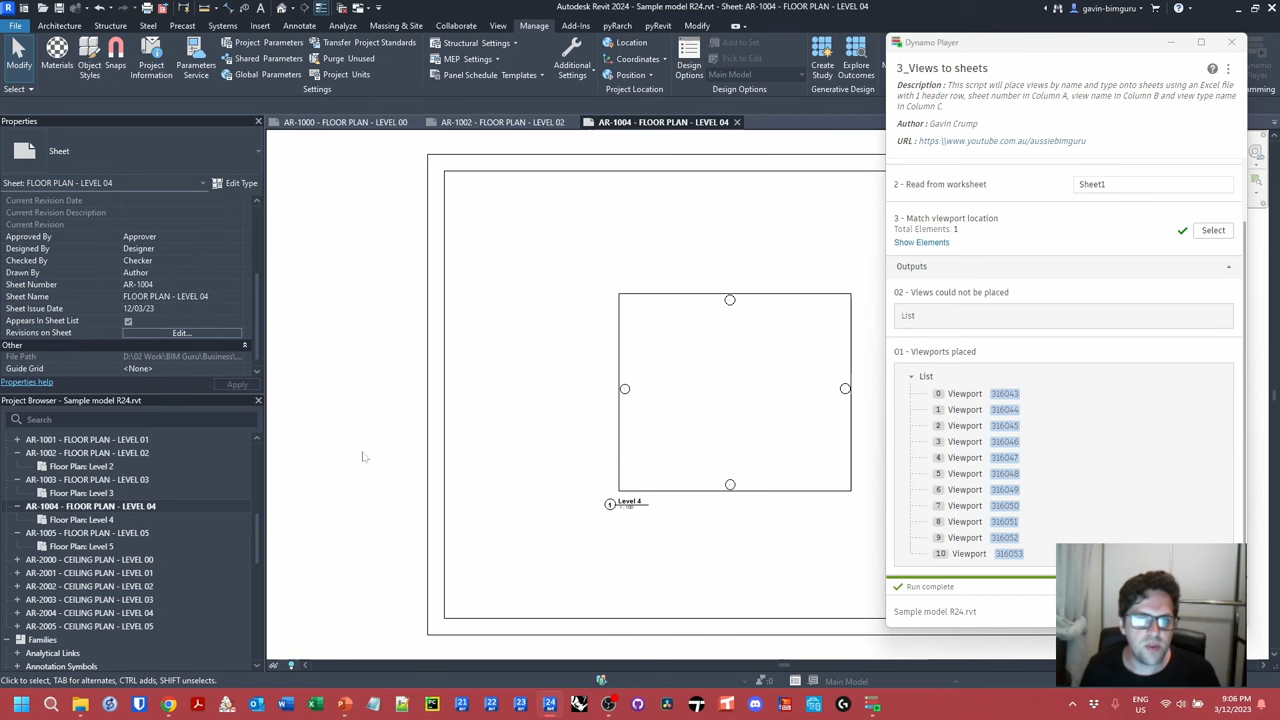 Autodesk Revit 2024 - Sample model R24.rvt - Sheet: AR-1004 - FLOOR PLAN - LEVEL 04
gavin-bimguru
File
Architecture
Structure
Steel
Precast
Systems
Insert
Annotate
Analyze
Massing & Site
Collaborate
View
Manage
Add-Ins
pyRarch
pyRevit
Modify
Modify
Materials
Object Styles
Snaps
Project Information
Parameters Service
Project Parameters
Shared Parameters
Global Parameters
Transfer Project Standards
Purge Unused
Project Units
Structural Settings
MEP Settings
Panel Schedule Templates
Additional Settings
Location
Coordinates
Position
Design Options
Add to Set
Pick to Edit
Main Model
Create Study
Explore Outcomes
Select
Settings
Project Location
Design Options
Generative Design
Dynamo Player
3_Views to sheets
Description : This script will place views by name and type onto sheets using an Excel file
with 1 header row, sheet number in Column A, view name in Column B and view type name
in Column C.
Author : Gavin Crump
URL : https:\\www.youtube.com.au/aussiebimguru
2 - Read from worksheet
Sheet1
3 - Match viewport location
Total Elements: 1
Show Elements
Select
Outputs
02 - Views could not be placed
List
01 - Viewports placed
List
0 Viewport 316043
1 Viewport 316044
2 Viewport 316045
3 Viewport 316046
4 Viewport 316047
5 Viewport 316048
6 Viewport 316049
7 Viewport 316050
8 Viewport 316051
9 Viewport 316052
10 Viewport 316053
Run complete
Sample model R24.rvt
AR-1000 - FLOOR PLAN - LEVEL 00
AR-1002 - FLOOR PLAN - LEVEL 02
AR-1004 - FLOOR PLAN - LEVEL 04
Properties
Sheet
Sheet: FLOOR PLAN - LEVEL 04
Edit Type
Current Revision Date
Current Revision Description
Current Revision
Approved By Approver
Designed By Designer
Checked By Checker
Drawn By Author
Sheet Number AR-1004
Sheet Name FLOOR PLAN - LEVEL 04
Sheet Issue Date 12/03/23
Appears In Sheet List
Revisions on Sheet Edit...
Other
File Path D:\02 Work\BIM Guru\Business\...
Guide Grid <None>
Properties help
Apply
Project Browser - Sample model R24.rvt
Search
AR-1001 - FLOOR PLAN - LEVEL 01
AR-1002 - FLOOR PLAN - LEVEL 02
Floor Plan: Level 2
AR-1003 - FLOOR PLAN - LEVEL 03
Floor Plan: Level 3
AR-1004 - FLOOR PLAN - LEVEL 04
Floor Plan: Level 4
AR-1005 - FLOOR PLAN - LEVEL 05
Floor Plan: Level 5
AR-2000 - CEILING PLAN - LEVEL 00
AR-2001 - CEILING PLAN - LEVEL 01
AR-2002 - CEILING PLAN - LEVEL 02
AR-2003 - CEILING PLAN - LEVEL 03
AR-2004 - CEILING PLAN - LEVEL 04
AR-2005 - CEILING PLAN - LEVEL 05
Families
Analytical Links
Annotation Symbols
1 Level 4
1 : 100
Click to select, TAB for alternates, CTRL adds, SHIFT unselects.
:0
Main Model
ENG
US
9:06 PM
3/12/2023